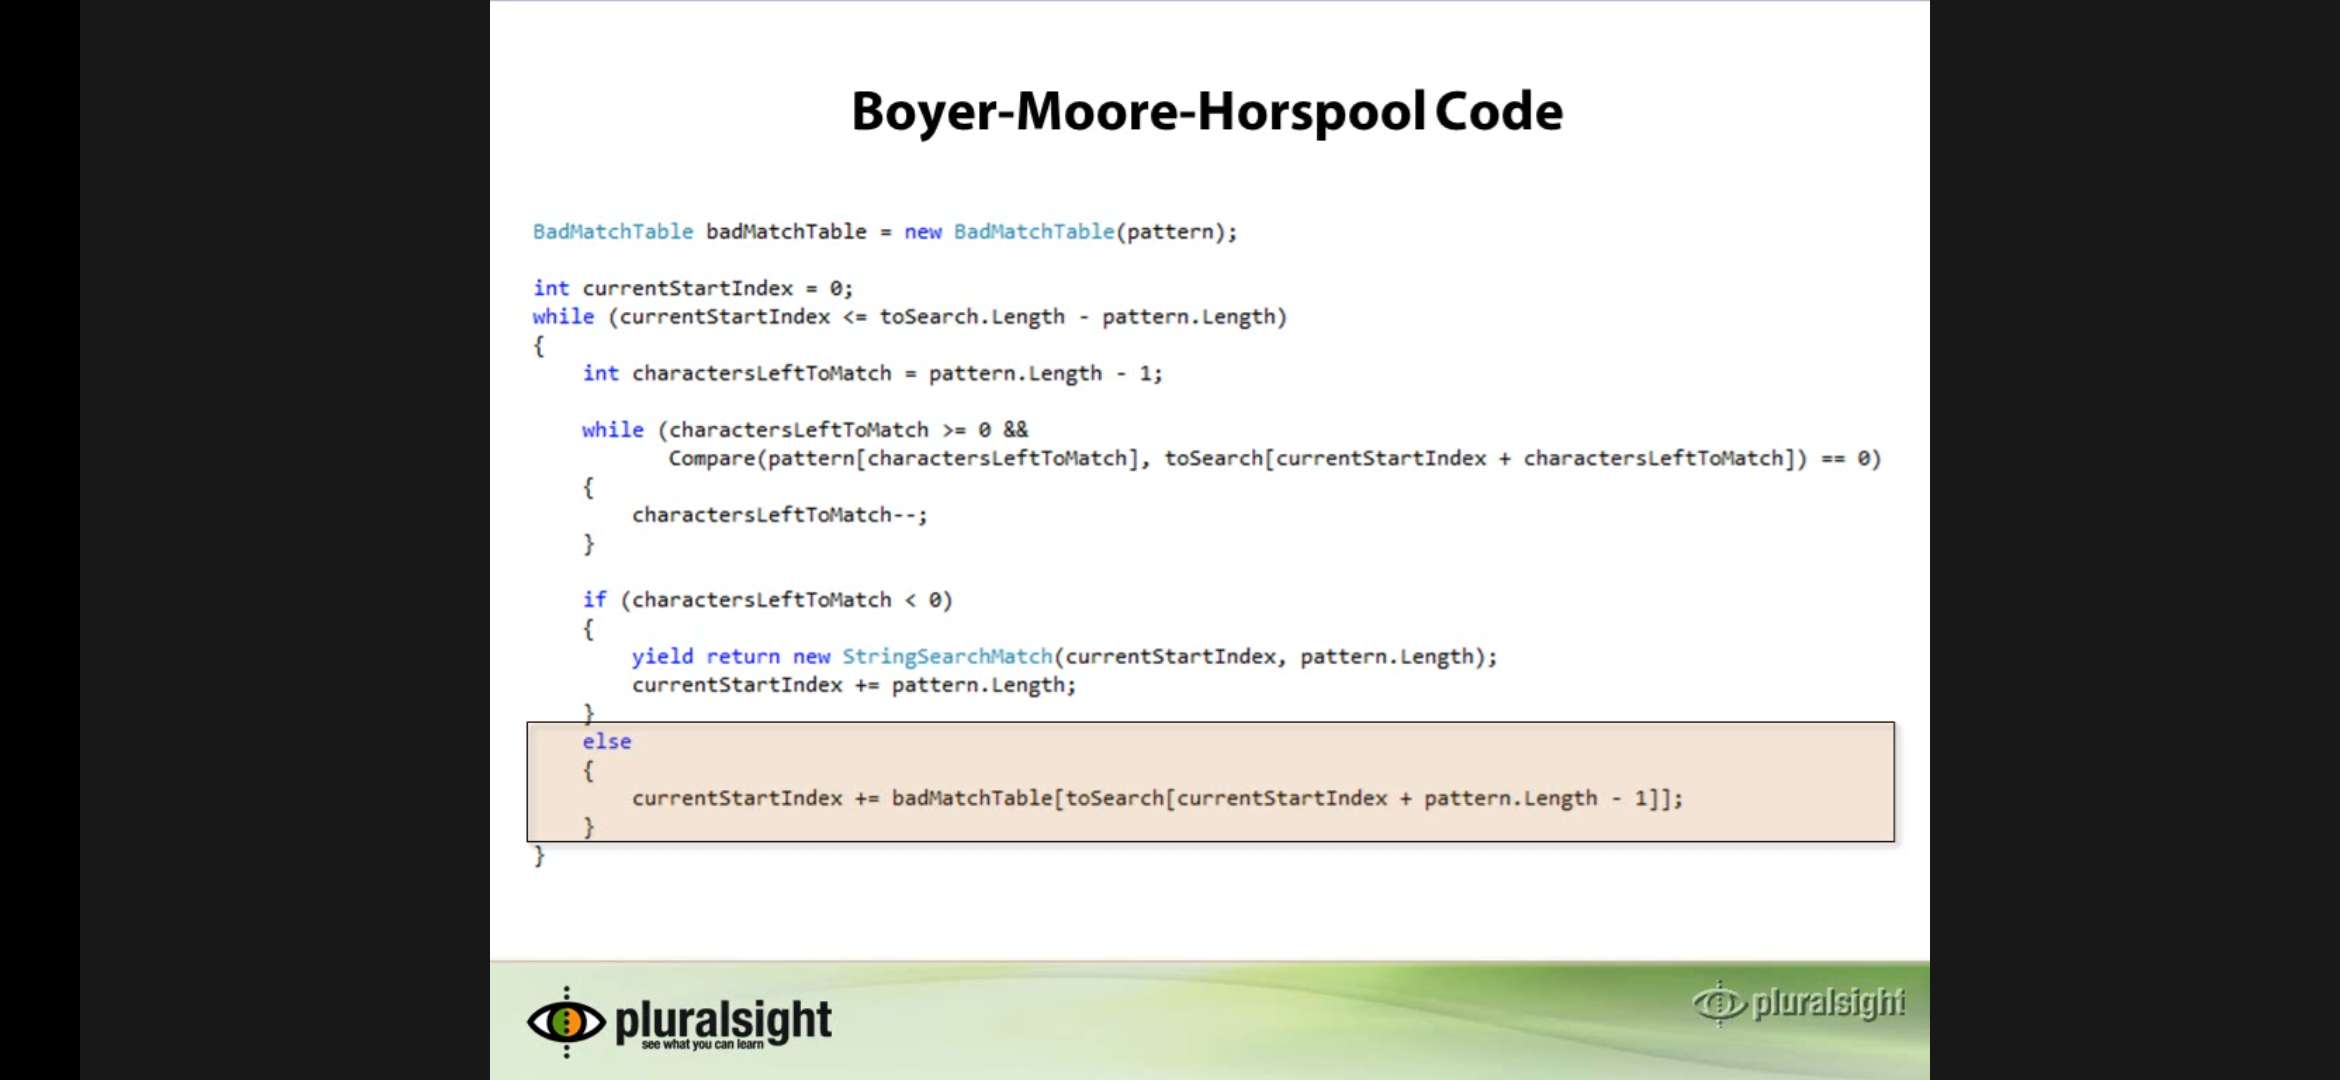 Boyer-Moore-Horspool Code
BadMatchTable badMatchTable = new BadMatchTable(pattern);
int currentStartIndex = 0;
while (currentStartIndex <= toSearch.Length - pattern.Length)
{
    int charactersLeftToMatch = pattern.Length - 1;
    while (charactersLeftToMatch >= 0 &&
           Compare(pattern[charactersLeftToMatch], toSearch[currentStartIndex + charactersLeftToMatch]) == 0)
    {
        charactersLeftToMatch--;
    }
    if (charactersLeftToMatch < 0)
    {
        yield return new StringSearchMatch(currentStartIndex, pattern.Length);
        currentStartIndex += pattern.Length;
    }
    else
    {
        currentStartIndex += badMatchTable[toSearch[currentStartIndex + pattern.Length - 1]];
    }
}
pluralsight
see what you can learn
pluralsight